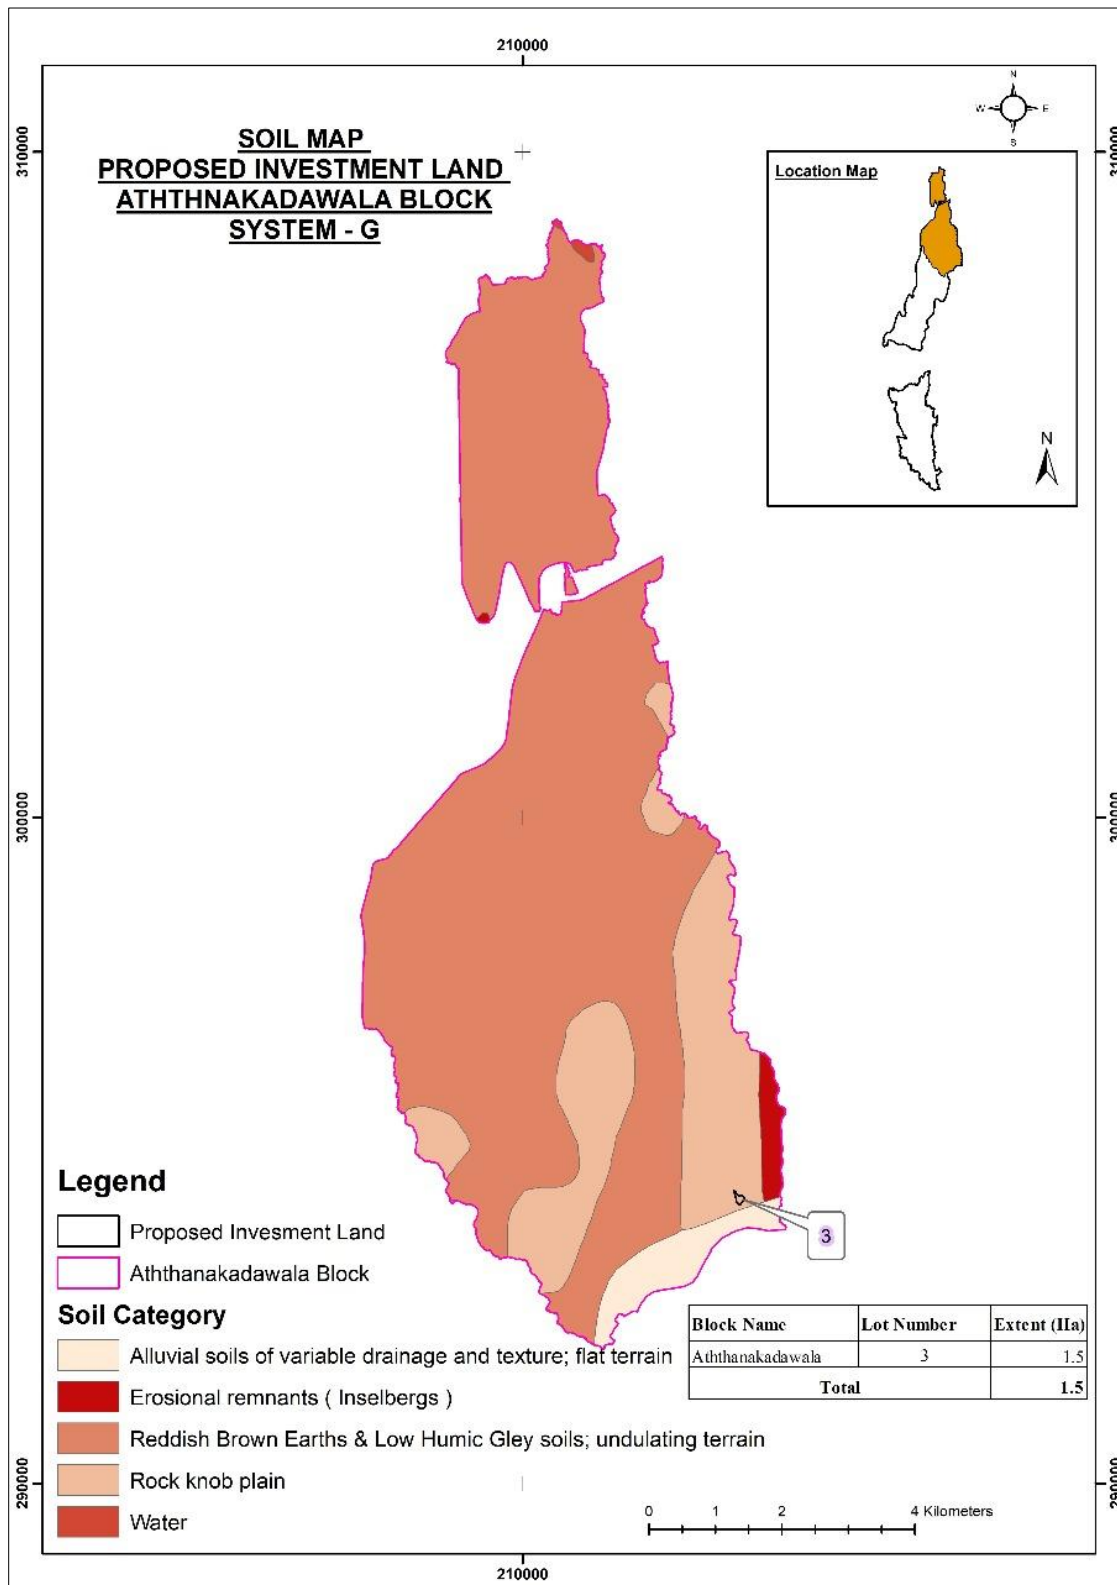 210000
SOIL MAP
PROPOSED INVESTMENT LAND
ATHTHNAKADAWALA BLOCK
SYSTEM - G
N
W E
S
310000
310000
Location Map
N
300000
300000
3
Legend
Proposed Invesment Land
Aththanakadawala Block
Soil Category
Alluvial soils of variable drainage and texture; flat terrain
Erosional remnants ( Inselbergs )
Reddish Brown Earths & Low Humic Gley soils; undulating terrain
Rock knob plain
Water
Block Name Lot Number Extent (Ha)
Aththanakadawala 3 1.5
Total 1.5
290000
290000
0 1 2 4 Kilometers
210000